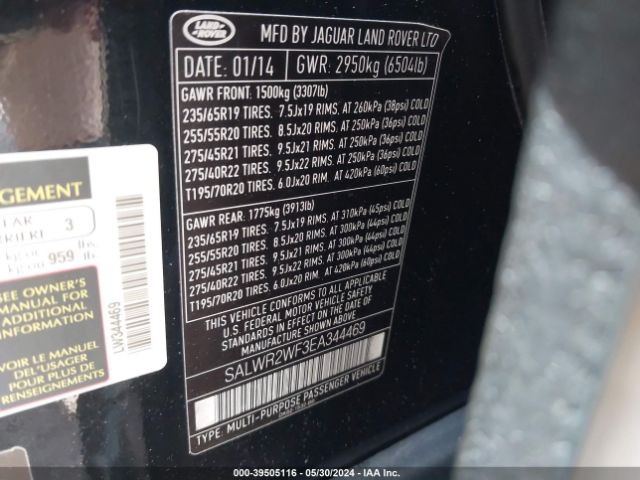 LAND
ROVER
MFD BY JAGUAR LAND ROVER LTD
DATE: 01/14 GWR: 2950kg (6504lb)
GAWR FRONT: 1500kg (3307lb)
235/65R19 TIRES. 7.5Jx19 RIMS. AT 260kPa (38psi) COLD
255/55R20 TIRES. 8.5Jx20 RIMS. AT 250kPa (36psi) COLD
275/45R21 TIRES. 9.5Jx21 RIMS. AT 250kPa (36psi) COLD
275/40R22 TIRES. 9.5Jx22 RIMS. AT 250kPa (36psi) COLD
T195/70R20 TIRES. 6.0Jx20 RIM. AT 420kPa (60psi) COLD
GAWR REAR: 1775kg (3913lb)
235/65R19 TIRES. 7.5Jx19 RIMS. AT 310kPa (45psi) COLD
255/55R20 TIRES. 8.5Jx20 RIMS. AT 300kPa (44psi) COLD
275/45R21 TIRES. 9.5Jx21 RIMS. AT 300kPa (44psi) COLD
275/40R22 TIRES. 9.5Jx22 RIMS. AT 300kPa (44psi) COLD
T195/70R20 TIRES. 6.0Jx20 RIM. AT 420kPa (60psi) COLD
THIS VEHICLE CONFORMS TO ALL APPLICABLE
U.S. FEDERAL MOTOR VEHICLE SAFETY
STANDARDS IN EFFECT ON THE DATE OF
MANUFACTURE SHOWN ABOVE.
SALWR2WF3EA344469
TYPE: MULTI-PURPOSE PASSENGER VEHICLE
GEMENT
EAR
RRIERE 3
kg or 959 lbs.
kg ou lb
SEE OWNER'S
MANUAL FOR
ADDITIONAL
INFORMATION
VOIR LE MANUEL
DEL'USAGER
POUR PLUS DE
RENSEIGNEMENTS
LW344469
000-39505116 - 05/30/2024 - IAA Inc.